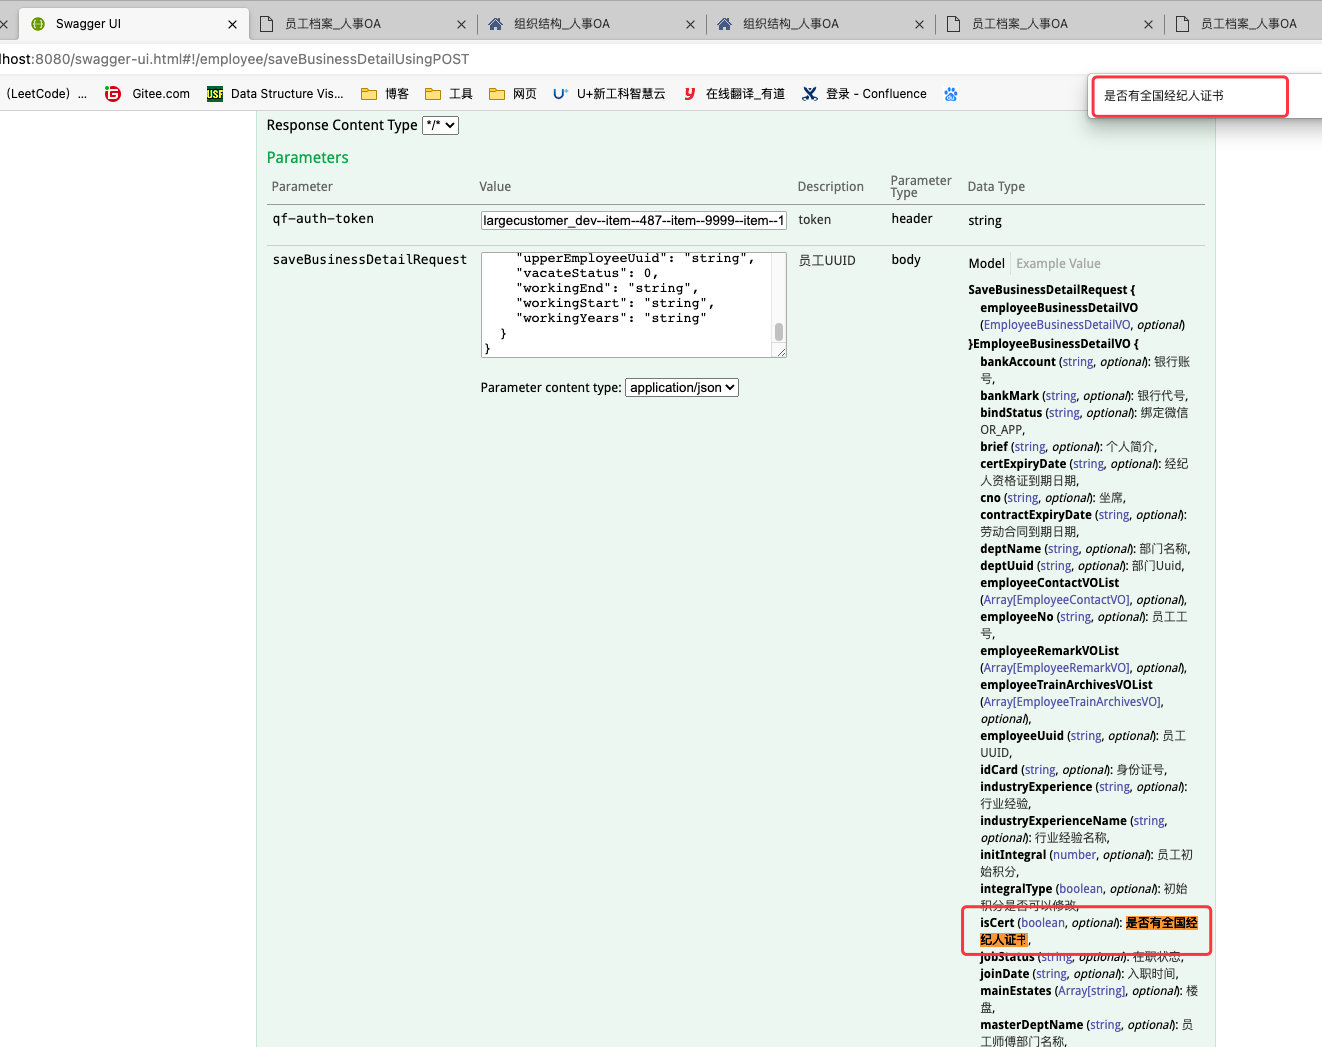 Swagger UI
员工档案_人事OA
组织结构_人事OA
组织结构_人事OA
员工档案_人事OA
员工档案_人事OA
lhost:8080/swagger-ui.html#!/employee/saveBusinessDetailUsingPOST
(LeetCode) ...
Gitee.com
USF Data Structure Vis...
博客
工具
网页
U+新工科智慧云
在线翻译_有道
登录 - Confluence
是否有全国经纪人证书
Response Content Type */*
Parameters
Parameter Value Description Parameter Type Data Type
qf-auth-token largecustomer_dev--item--487--item--9999--item--1 token header string
saveBusinessDetailRequest
"upperEmployeeUuid": "string",
"vacateStatus": 0,
"workingEnd": "string",
"workingStart": "string",
"workingYears": "string"
}
}
Parameter content type: application/json
员工UUID
body
Model Example Value
SaveBusinessDetailRequest {
employeeBusinessDetailVO
(EmployeeBusinessDetailVO, optional)
}EmployeeBusinessDetailVO {
bankAccount (string, optional): 银行账
号,
bankMark (string, optional): 银行代号,
bindStatus (string, optional): 绑定微信
OR_APP,
brief (string, optional): 个人简介,
certExpiryDate (string, optional): 经纪
人资格证到期日期,
cno (string, optional): 坐席,
contractExpiryDate (string, optional):
劳动合同到期日期,
deptName (string, optional): 部门名称,
deptUuid (string, optional): 部门Uuid,
employeeContactVOList
(Array[EmployeeContactVO], optional),
employeeNo (string, optional): 员工工
号,
employeeRemarkVOList
(Array[EmployeeRemarkVO], optional),
employeeTrainArchivesVOList
(Array[EmployeeTrainArchivesVO],
optional),
employeeUuid (string, optional): 员工
UUID,
idCard (string, optional): 身份证号,
industryExperience (string, optional):
行业经验,
industryExperienceName (string,
optional): 行业经验名称,
initIntegral (number, optional): 员工初
始积分,
integralType (boolean, optional): 初始
积分是否可以修改,
isCert (boolean, optional): 是否有全国经
纪人证书,
jobStatus (string, optional): 在职状态,
joinDate (string, optional): 入职时间,
mainEstates (Array[string], optional): 楼
盘,
masterDeptName (string, optional): 员
工师傅部门名称,